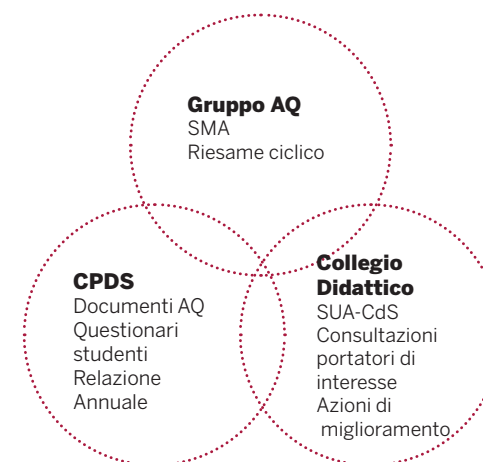 Gruppo AQ
SMA
Riesame ciclico
CPDS
Documenti AQ
Questionari
studenti
Relazione
Annuale
Collegio
Didattico
SUA-CdS
Consultazioni
portatori di
interesse
Azioni di
miglioramento